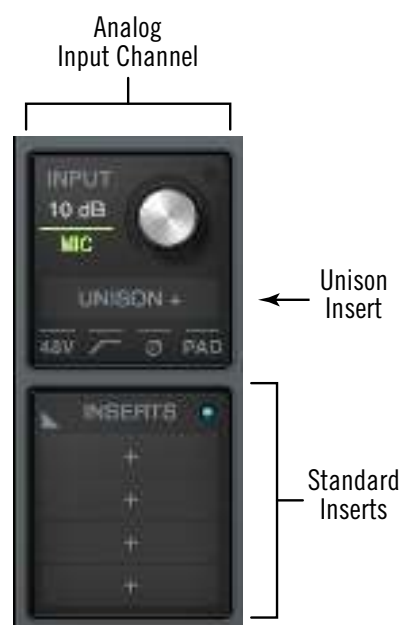 Analog
Input Channel
INPUT
10 dB
MIC
UNISON +
Unison
Insert
48V Ø PAD
INSERTS
+
+
+
+
Standard
Inserts